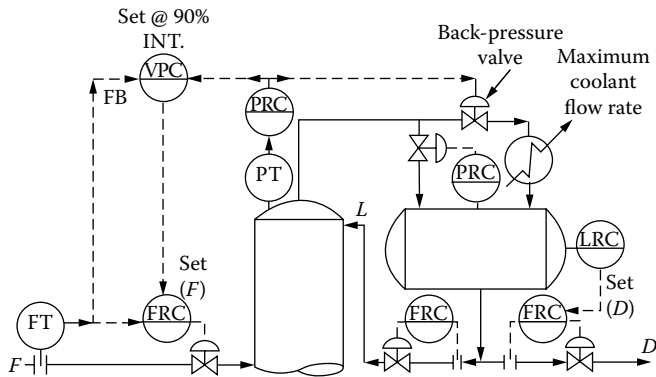 Set @ 90%
INT.
VPC
FB
PRC
PT
Back-pressure
valve
Maximum
coolant
flow rate
PRC
L
LRC
Set
(F)
Set
(D)
FT
FRC
FRC
FRC
F
D